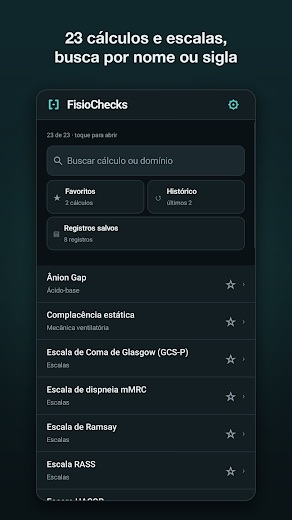 23 cálculos e escalas,
busca por nome ou sigla
FisioChecks
23 de 23 · toque para abrir
Buscar cálculo ou domínio
Favoritos
2 cálculos
Histórico
últimos 2
Registros salvos
8 registros
Ânion Gap
Ácido-base
Complacência estática
Mecânica ventilatória
Escala de Coma de Glasgow (GCS-P)
Escalas
Escala de dispneia mMRC
Escalas
Escala de Ramsay
Escalas
Escala RASS
Escalas
Escore HACOR